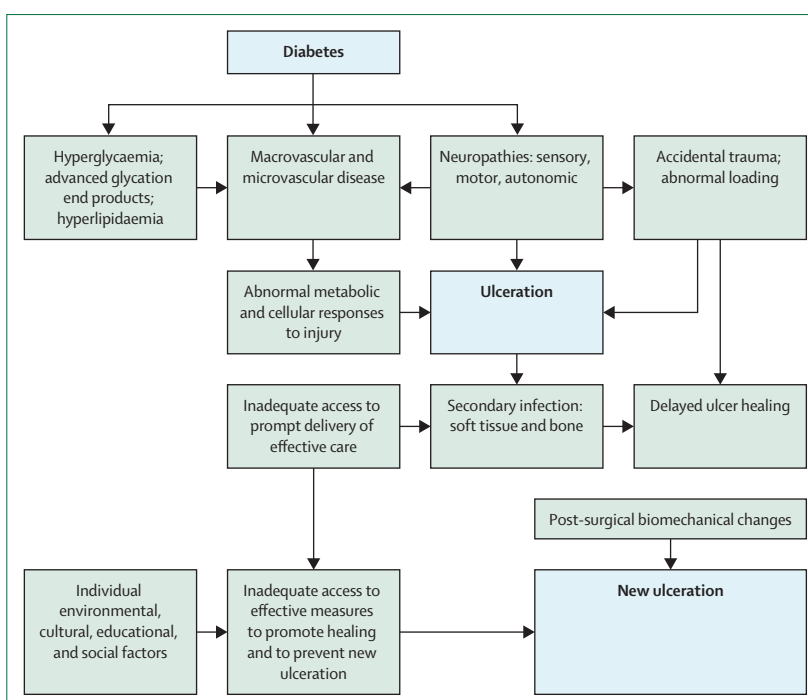 Diabetes
Hyperglycaemia;
advanced glycation
end products;
hyperlipidaemia
Macrovascular and
microvascular disease
Neuropathies: sensory,
motor, autonomic
Accidental trauma;
abnormal loading
Abnormal metabolic
and cellular responses
to injury
Ulceration
Inadequate access to
prompt delivery of
effective care
Secondary infection:
soft tissue and bone
Delayed ulcer healing
Post-surgical biomechanical changes
Individual
environmental,
cultural, educational,
and social factors
Inadequate access to
effective measures
to promote healing
and to prevent new
ulceration
New ulceration